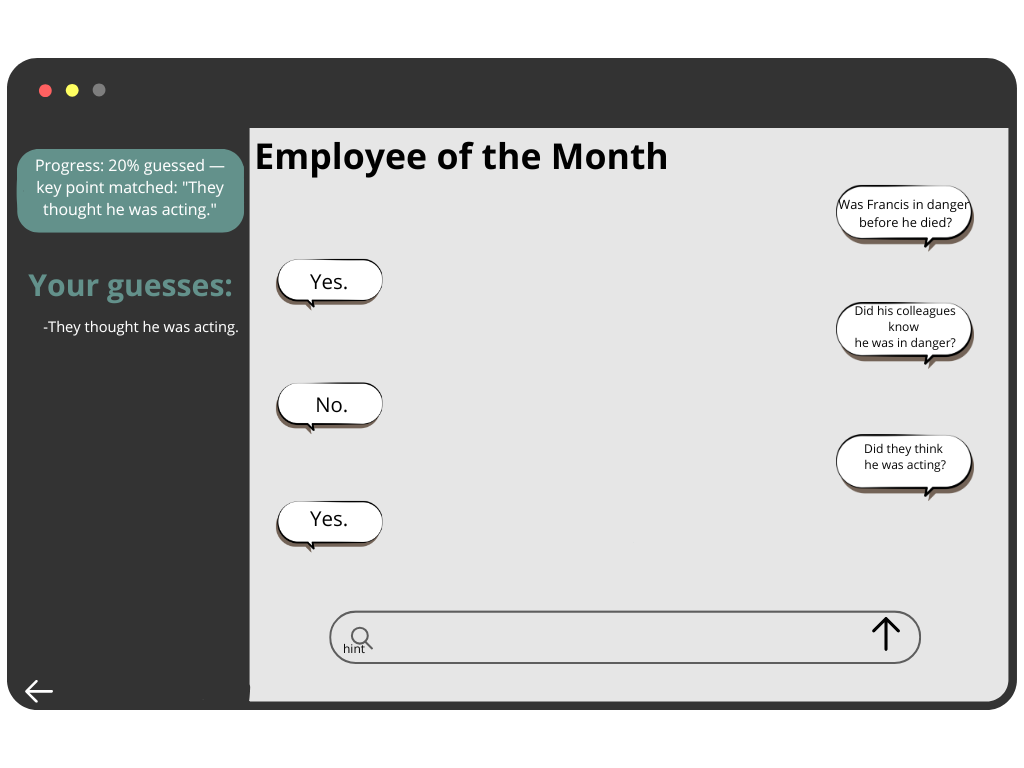 Employee of the Month
Progress: 20% guessed —
key point matched: "They
thought he was acting."
Your guesses:
-They thought he was acting.
Was Francis in danger
before he died?
Yes.
Did his colleagues
know
he was in danger?
No.
Did they think
he was acting?
Yes.
hint